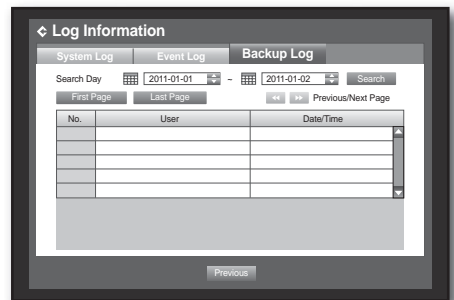 Log Information
System Log Event Log Backup Log
Search Day 2011-01-01 ~ 2011-01-02 Search
First Page Last Page Previous/Next Page
No. User Date/Time
Previous